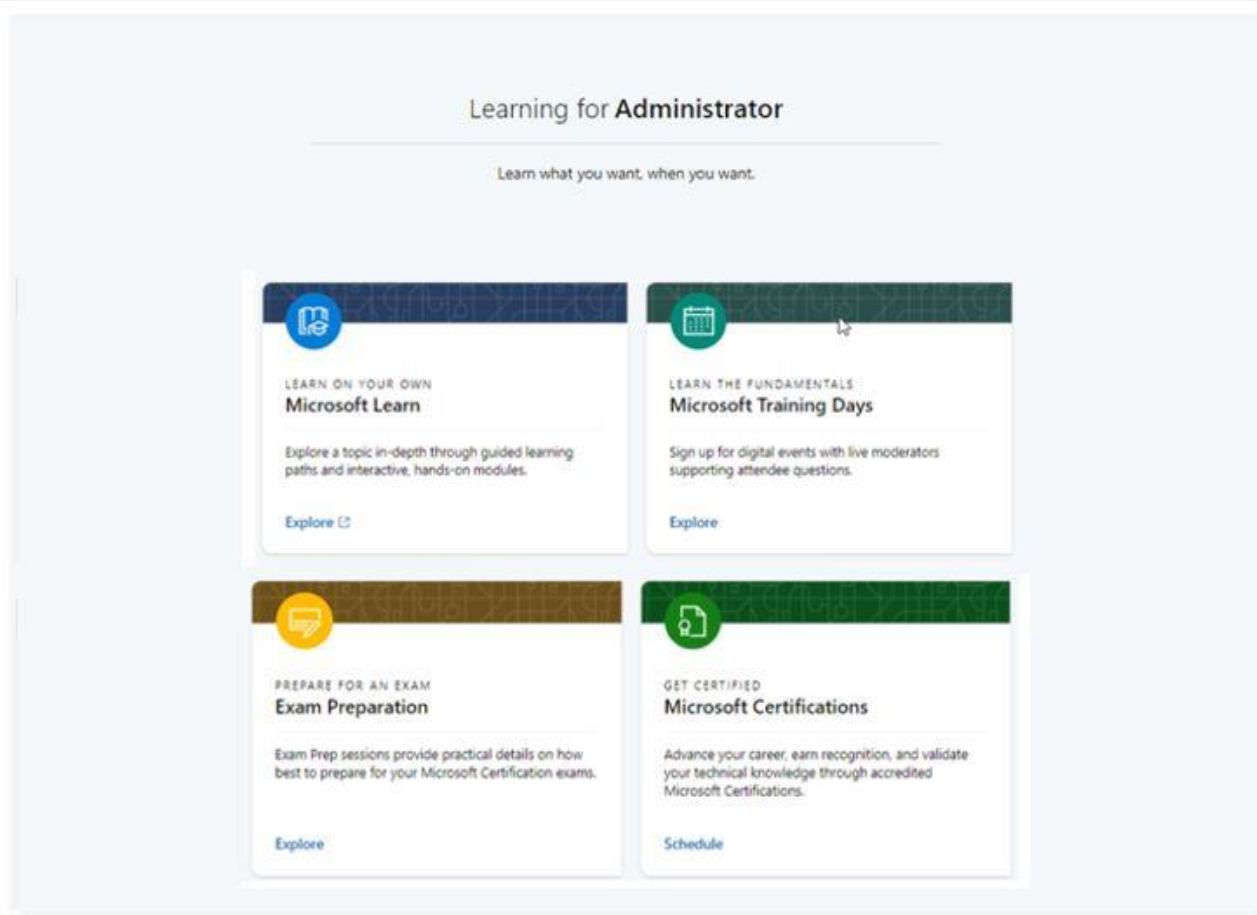 Learning for Administrator
Learn what you want, when you want.
LEARN ON YOUR OWN
Microsoft Learn
Explore a topic in-depth through guided learning
paths and interactive, hands-on modules.
Explore
LEARN THE FUNDAMENTALS
Microsoft Training Days
Sign up for digital events with live moderators
supporting attendee questions.
Explore
PREPARE FOR AN EXAM
Exam Preparation
Exam Prep sessions provide practical details on how
best to prepare for your Microsoft Certification exams.
Explore
GET CERTIFIED
Microsoft Certifications
Advance your career, earn recognition, and validate
your technical knowledge through accredited
Microsoft Certifications.
Schedule